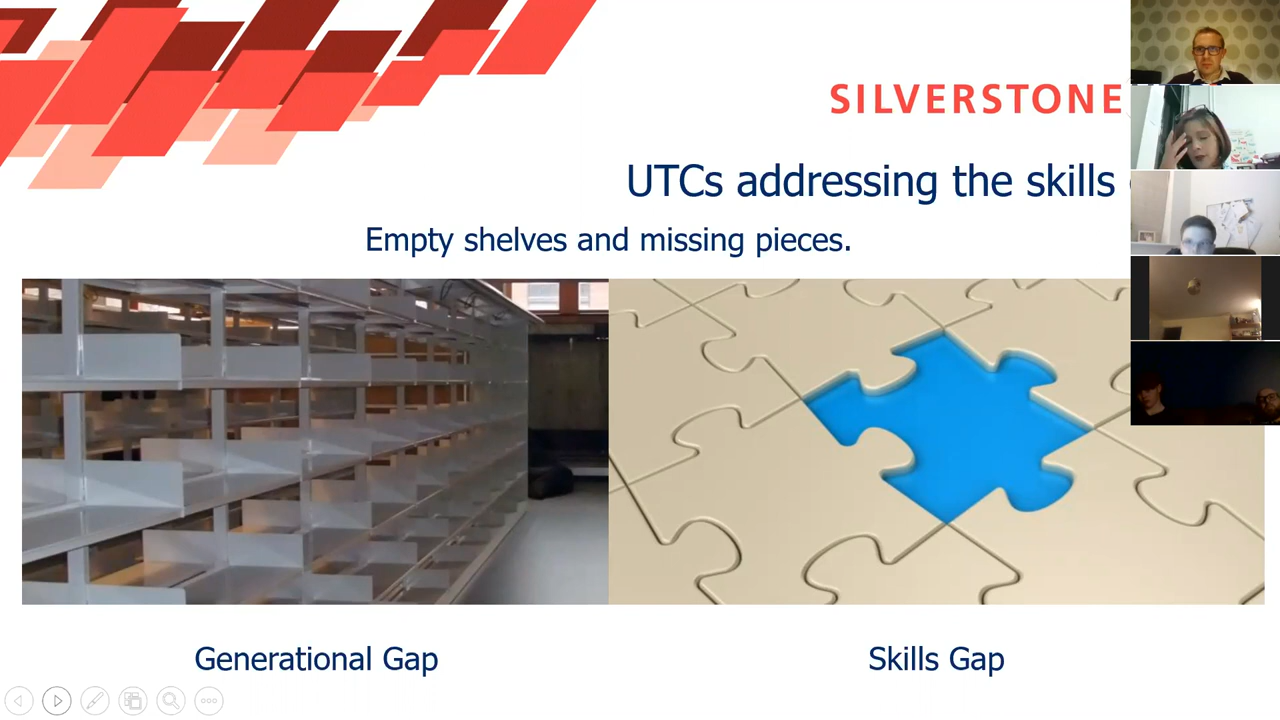 SILVERSTONE
UTCs addressing the skills
Empty shelves and missing pieces.
Generational Gap
Skills Gap